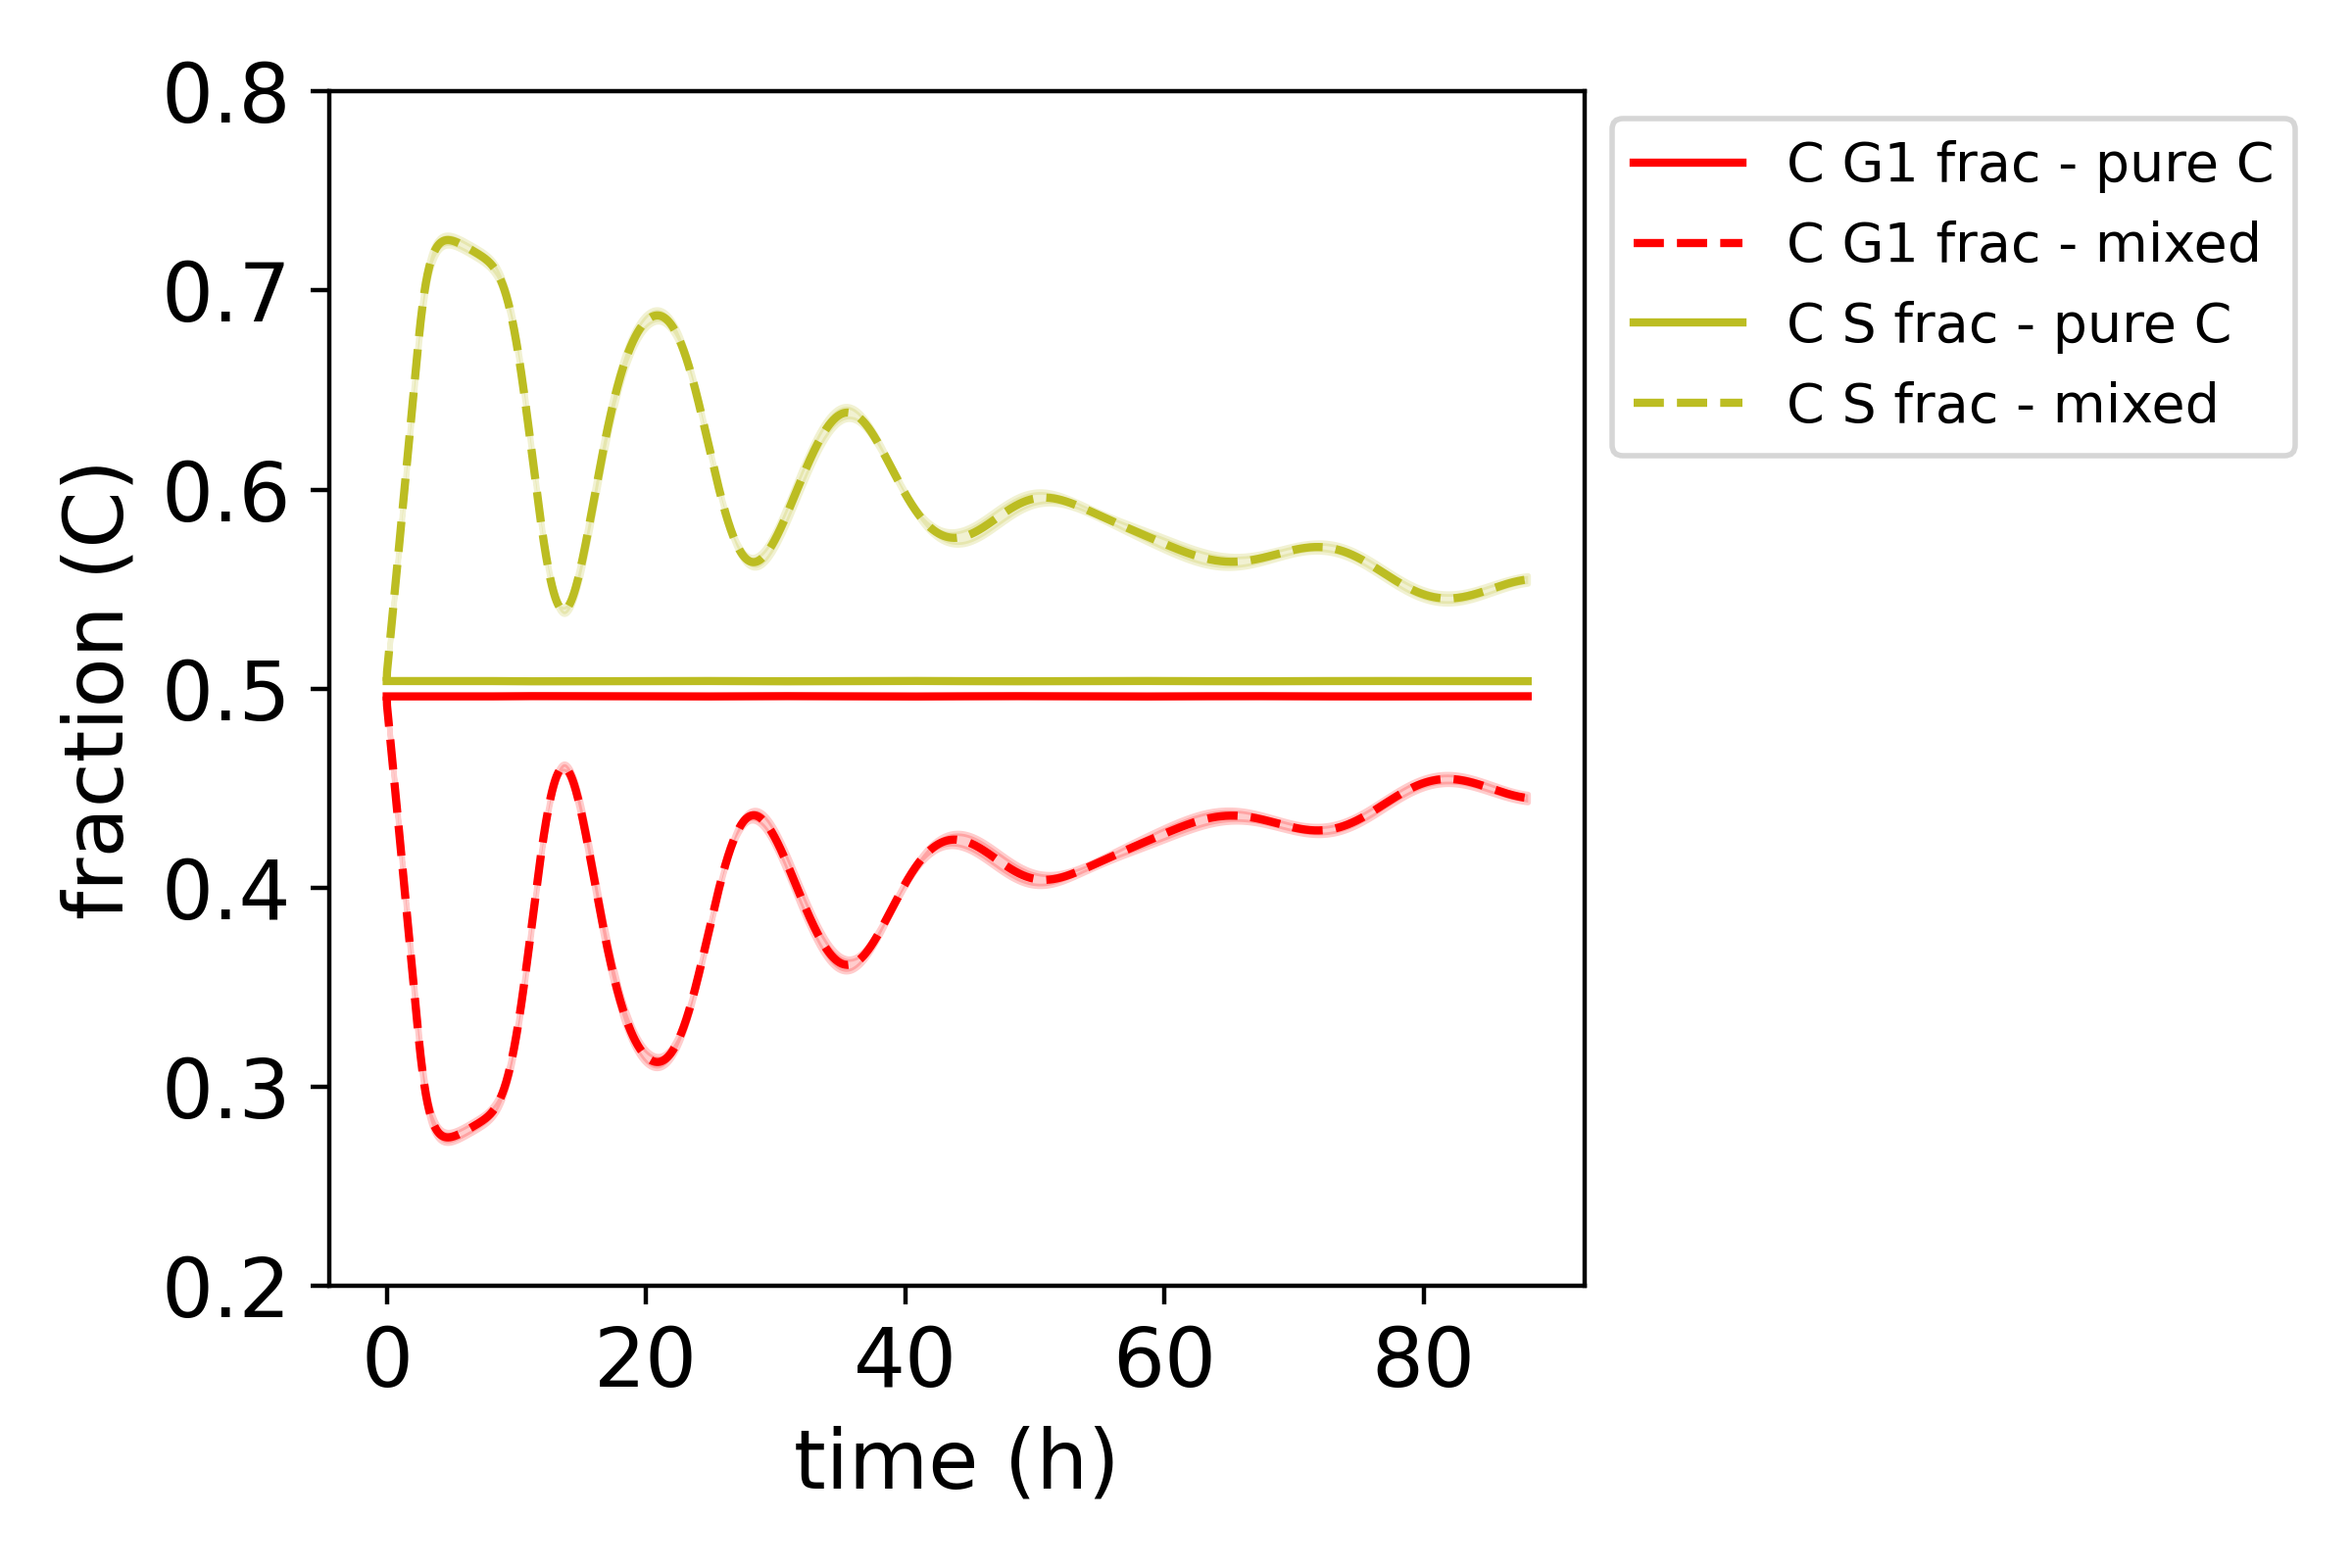 0.8
0.7
0.6
0.5
0.4
0.3
0.2
fraction (C)
0 20 40 60 80
time (h)
C G1 frac - pure C
C G1 frac - mixed
C S frac - pure C
C S frac - mixed